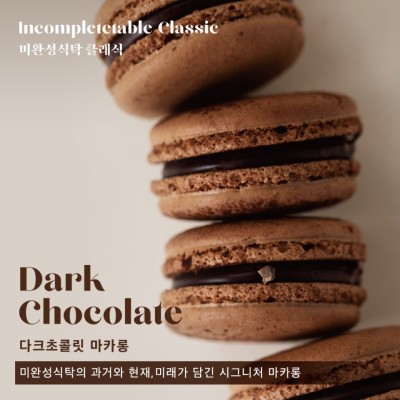 Incompletetable Classic
미완성식탁 클래식
Dark
Chocolate
다크초콜릿 마카롱
미완성식탁의 과거와 현재,미래가 담긴 시그니처 마카롱